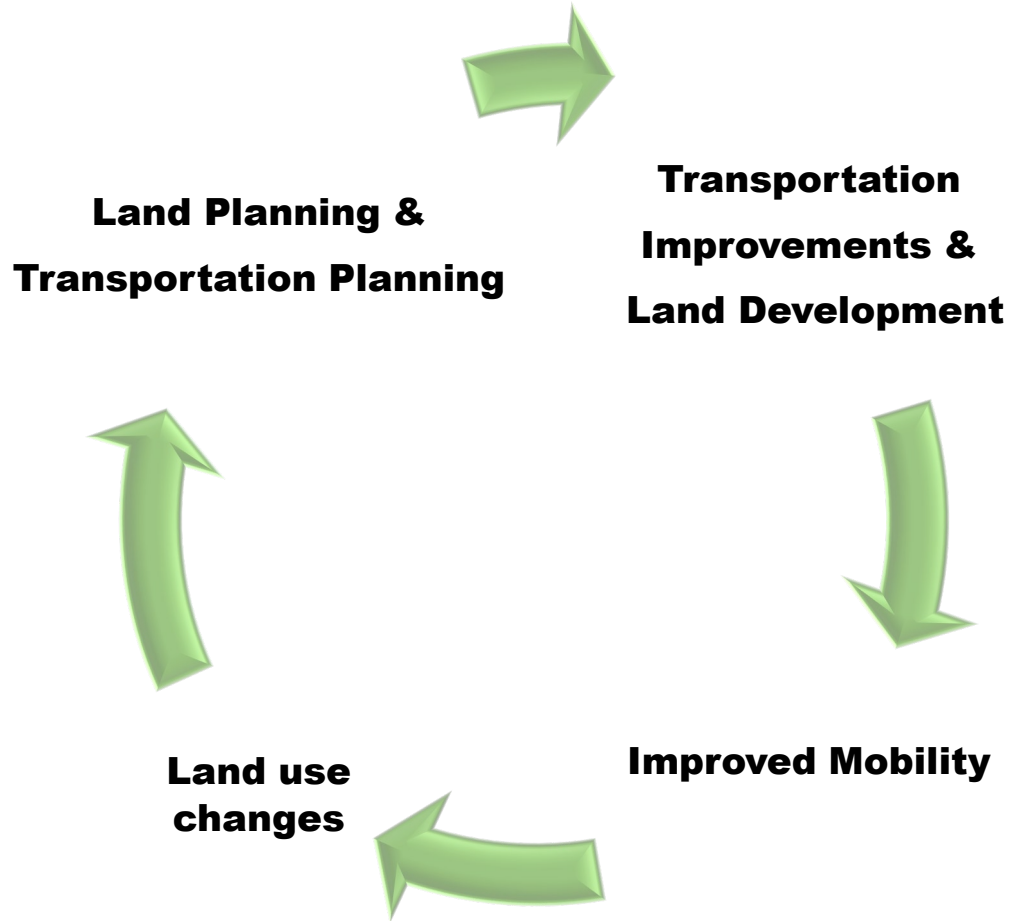 Land Planning &
Transportation Planning
Transportation
Improvements &
Land Development
Improved Mobility
Land use
changes